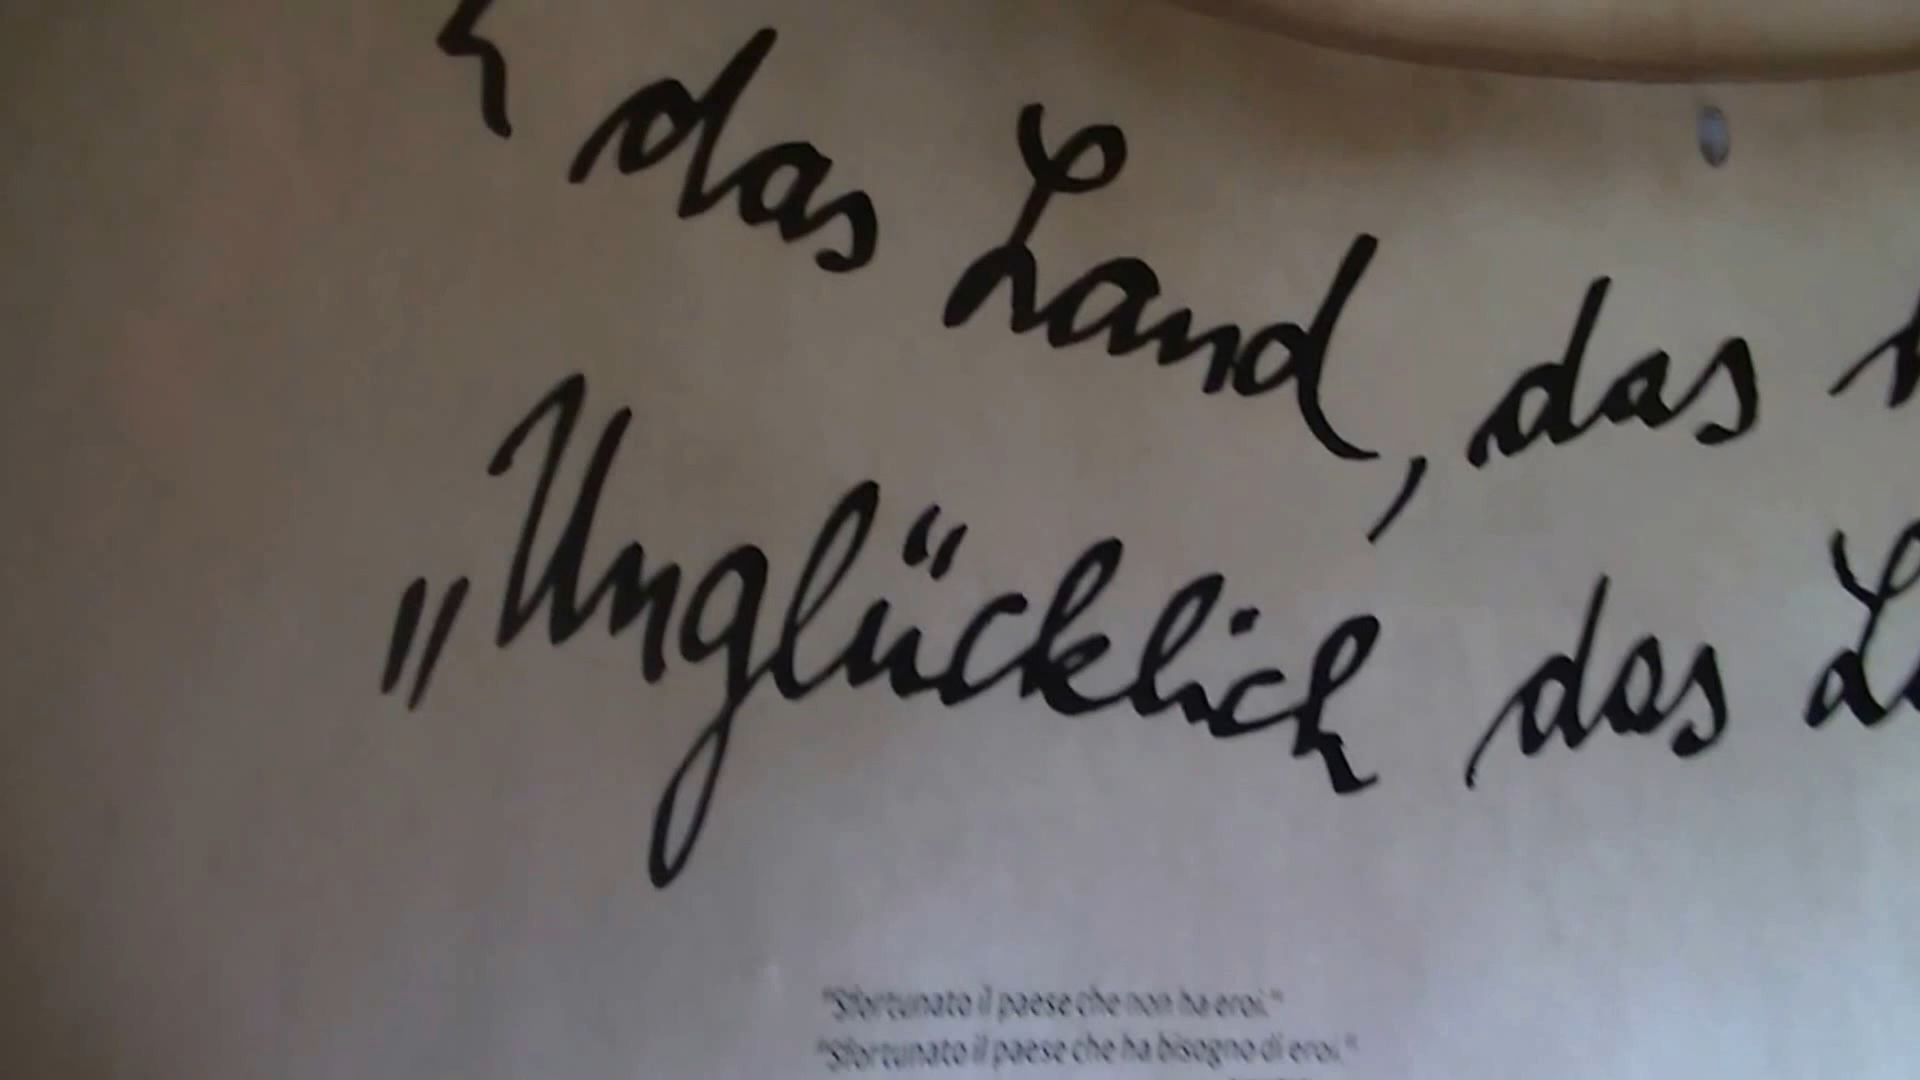 das Land, das
„Unglücklich das
"Sfortunato il paese che non ha eroi."
"Sfortunato il paese che ha bisogno di eroi."